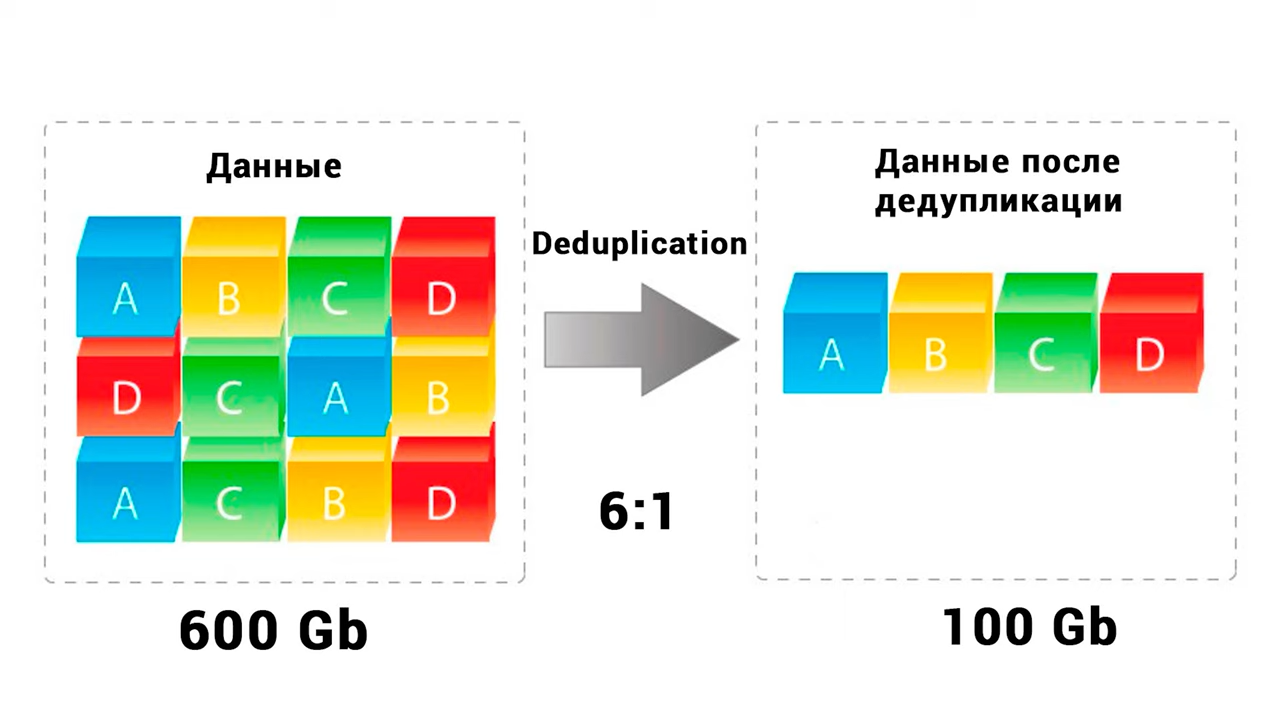 Данные
A B C D
D C A B
A C B D
600 Gb
Deduplication
6:1
Данные после
дедупликации
A B C D
100 Gb